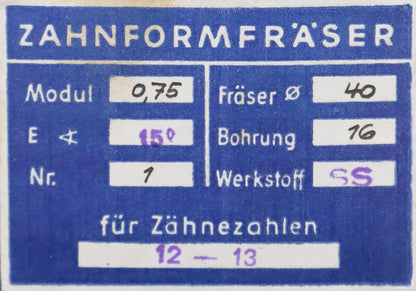 ZAHNFORMFRÄSER
Modul 0,75 Fräser ⌀ 40
E ∢ 15° Bohrung 16
Nr. 1 Werkstoff SS
für Zähnezahlen
12 — 13